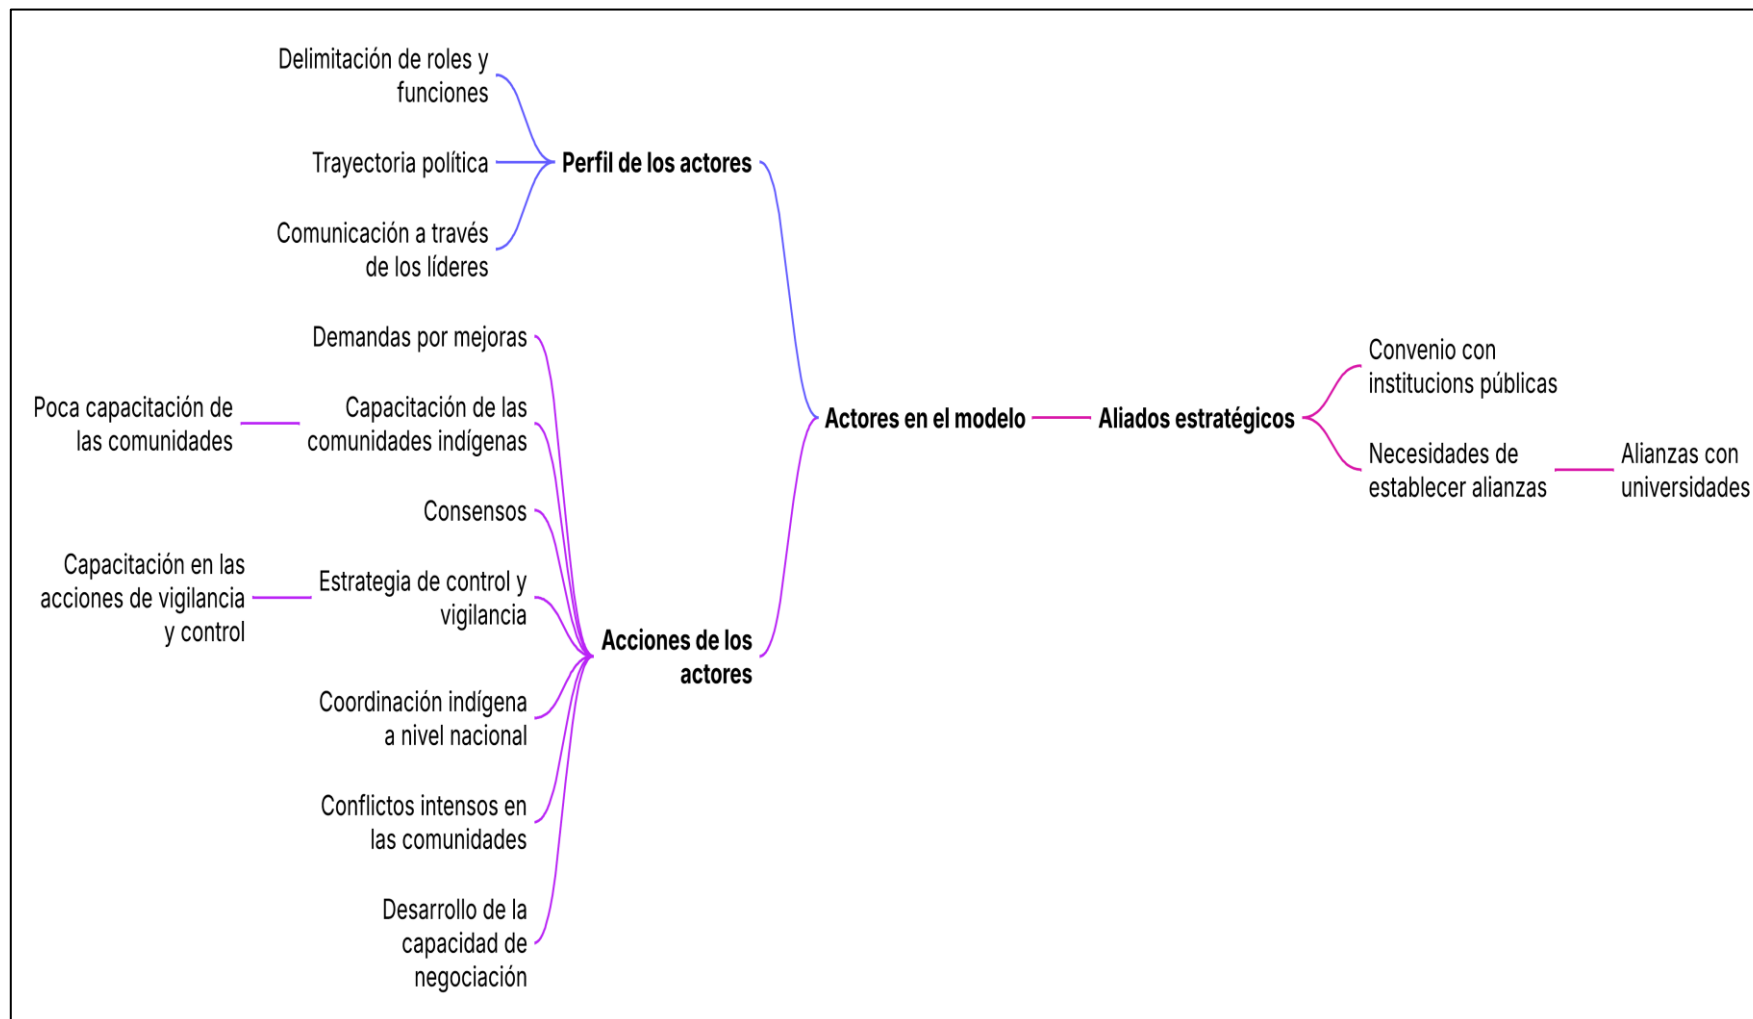 Delimitación de roles y
funciones
Trayectoria política
Comunicación a través
de los líderes
Perfil de los actores
Demandas por mejoras
Poca capacitación de
las comunidades
Capacitación de las
comunidades indígenas
Consensos
Capacitación en las
acciones de vigilancia
y control
Estrategia de control y
vigilancia
Coordinación indígena
a nivel nacional
Conflictos intensos en
las comunidades
Desarrollo de la
capacidad de
negociación
Acciones de los
actores
Actores en el modelo
Aliados estratégicos
Convenio con
institucions públicas
Necesidades de
establecer alianzas
Alianzas con
universidades